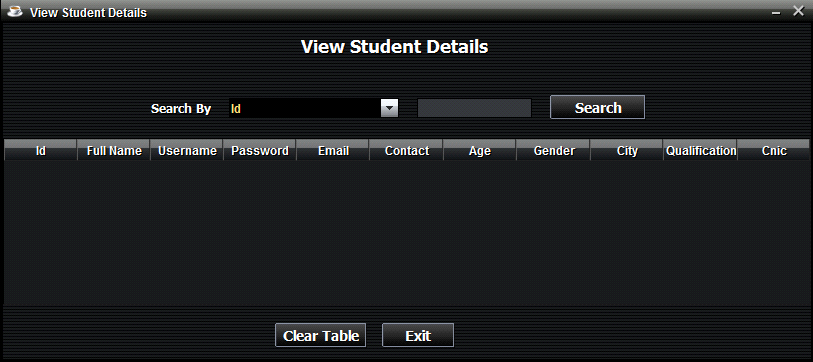 View Student Details
View Student Details
Search By Id Search
Id Full Name Username Password Email Contact Age Gender City Qualification Cnic
Clear Table Exit